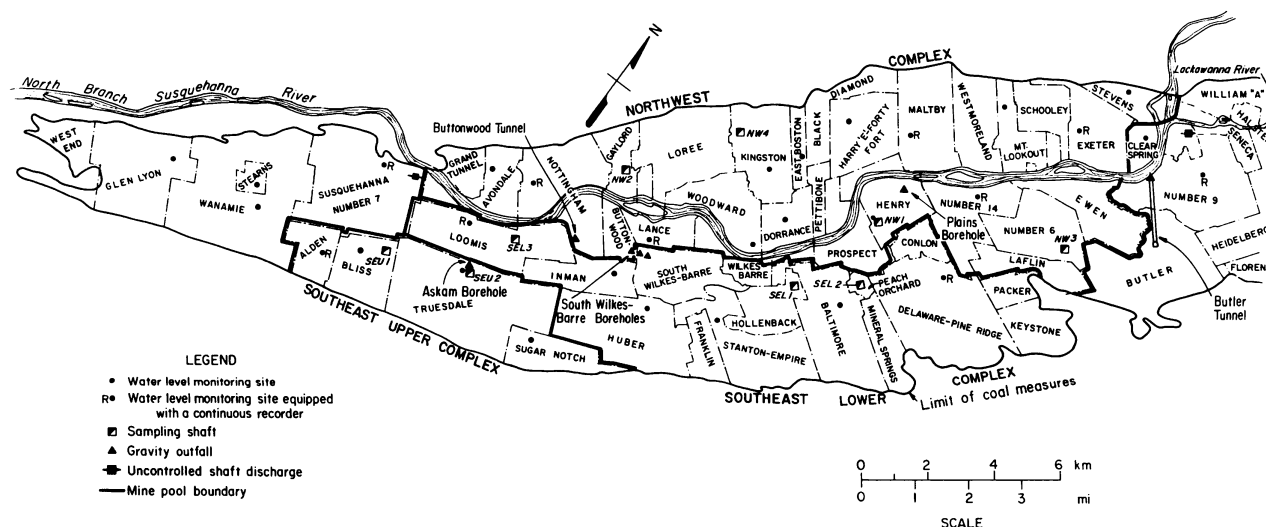 N
COMPLEX
NORTHWEST
Lackawanna River
North Branch Susquehanna River
WILLIAM "A"
STEVENS
DIAMOND
SCHOOLEY
MALTBY
WESTMORELAND
BLACK
Buttonwood Tunnel
GAYLORD
NW4
R
EXETER
CLEAR SPRING
SENECA
WEST END
GRAND TUNNEL
AVONDALE
NOTTINGHAM
NW2
LOREE
KINGSTON
EAST BOSTON
HARRY E-FORTY FORT
MT. LOOKOUT
GLEN LYON
STEARNS
WANAMIE
SUSQUEHANNA
NUMBER 7
R
WOODWARD
PETTIBONE
HENRY
NUMBER 14
EWEN
NUMBER 9
R
LOOMIS
SEL3
BUTTON-
WOOD
LANCE
R
DORRANCE
NW1
Plains
Borehole
NUMBER 6
NW3
HEIDELBERG
ALDEN
R
BLISS
SEU1
INMAN
PROSPECT
CONLON
LAFLIN
BUTLER
FLOREN
SEU2
Askam Borehole
TRUESDALE
SOUTH
WILKES-BARRE
WILKES-
BARRE
SEL1
SEL 2
PEACH
ORCHARD
R
PACKER
South Wilkes-
Barre Boreholes
HOLLENBACK
BALTIMORE
MINERAL SPRINGS
DELAWARE-PINE RIDGE
KEYSTONE
Butler
Tunnel
HUBER
FRANKLIN
STANTON-EMPIRE
SUGAR NOTCH
SOUTHEAST UPPER COMPLEX
SOUTHEAST LOWER COMPLEX
Limit of coal measures
LEGEND
Water level monitoring site
R Water level monitoring site equipped
with a continuous recorder
Sampling shaft
Gravity outfall
Uncontrolled shaft discharge
Mine pool boundary
0 2 4 6 km
0 1 2 3 mi
SCALE